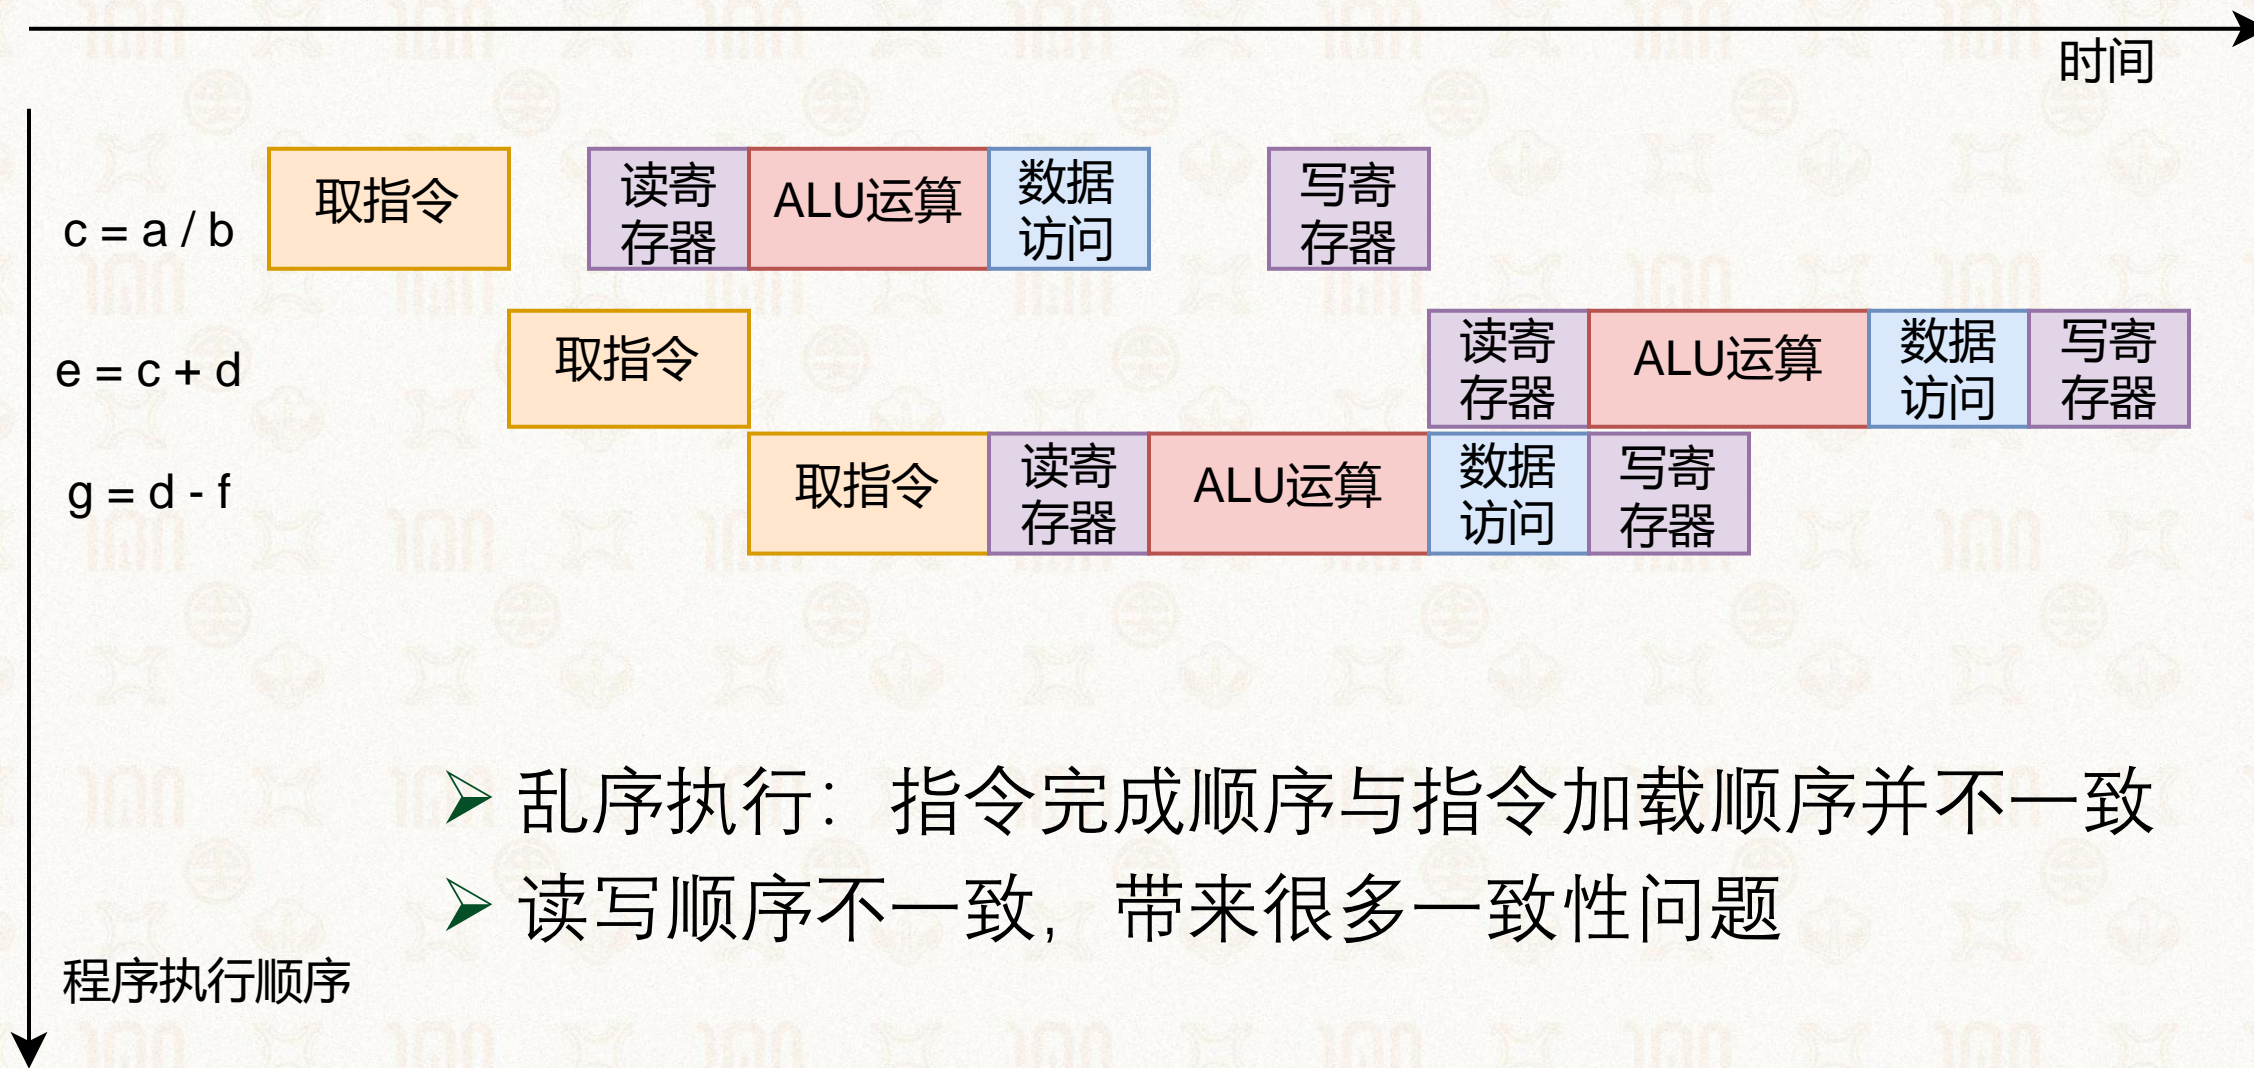 时间
c = a / b
取指令
读寄
存器
ALU运算
数据
访问
写寄
存器
e = c + d
取指令
读寄
存器
ALU运算
数据
访问
写寄
存器
g = d - f
取指令
读寄
存器
ALU运算
数据
访问
写寄
存器
➢ 乱序执行：指令完成顺序与指令加载顺序并不一致
➢ 读写顺序不一致，带来很多一致性问题
程序执行顺序